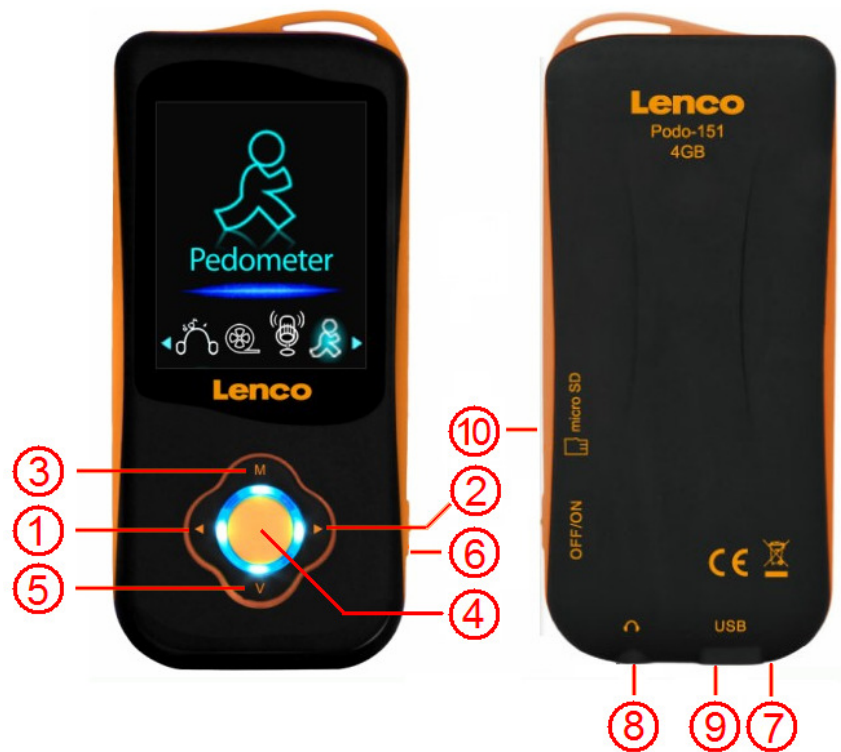 Pedometer
Lenco
M
V
3
1
5
2
6
4
Lenco
Podo-151
4GB
micro SD
OFF/ON
CE
USB
10
8
9
7